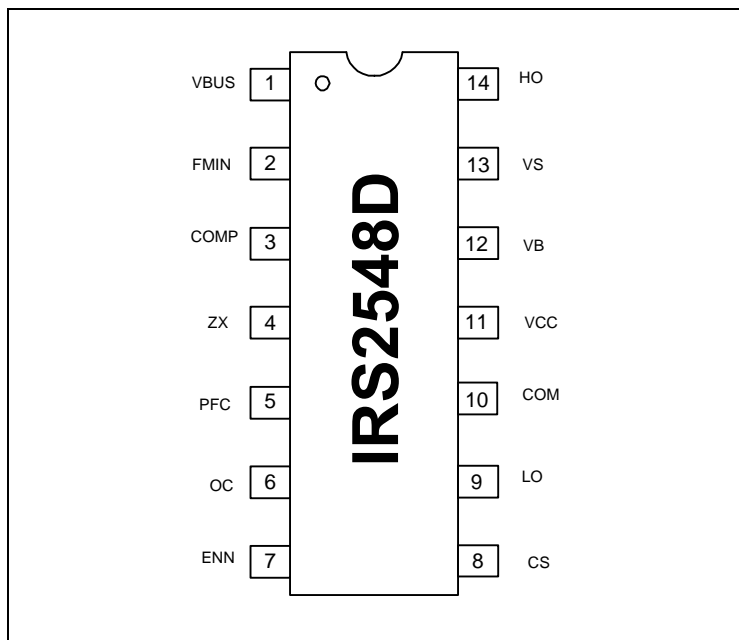 VBUS 1 14 HO
FMIN 2 13 VS
COMP 3 12 VB
ZX 4 11 VCC
PFC 5 10 COM
OC 6 9 LO
ENN 7 8 CS
IRS2548D